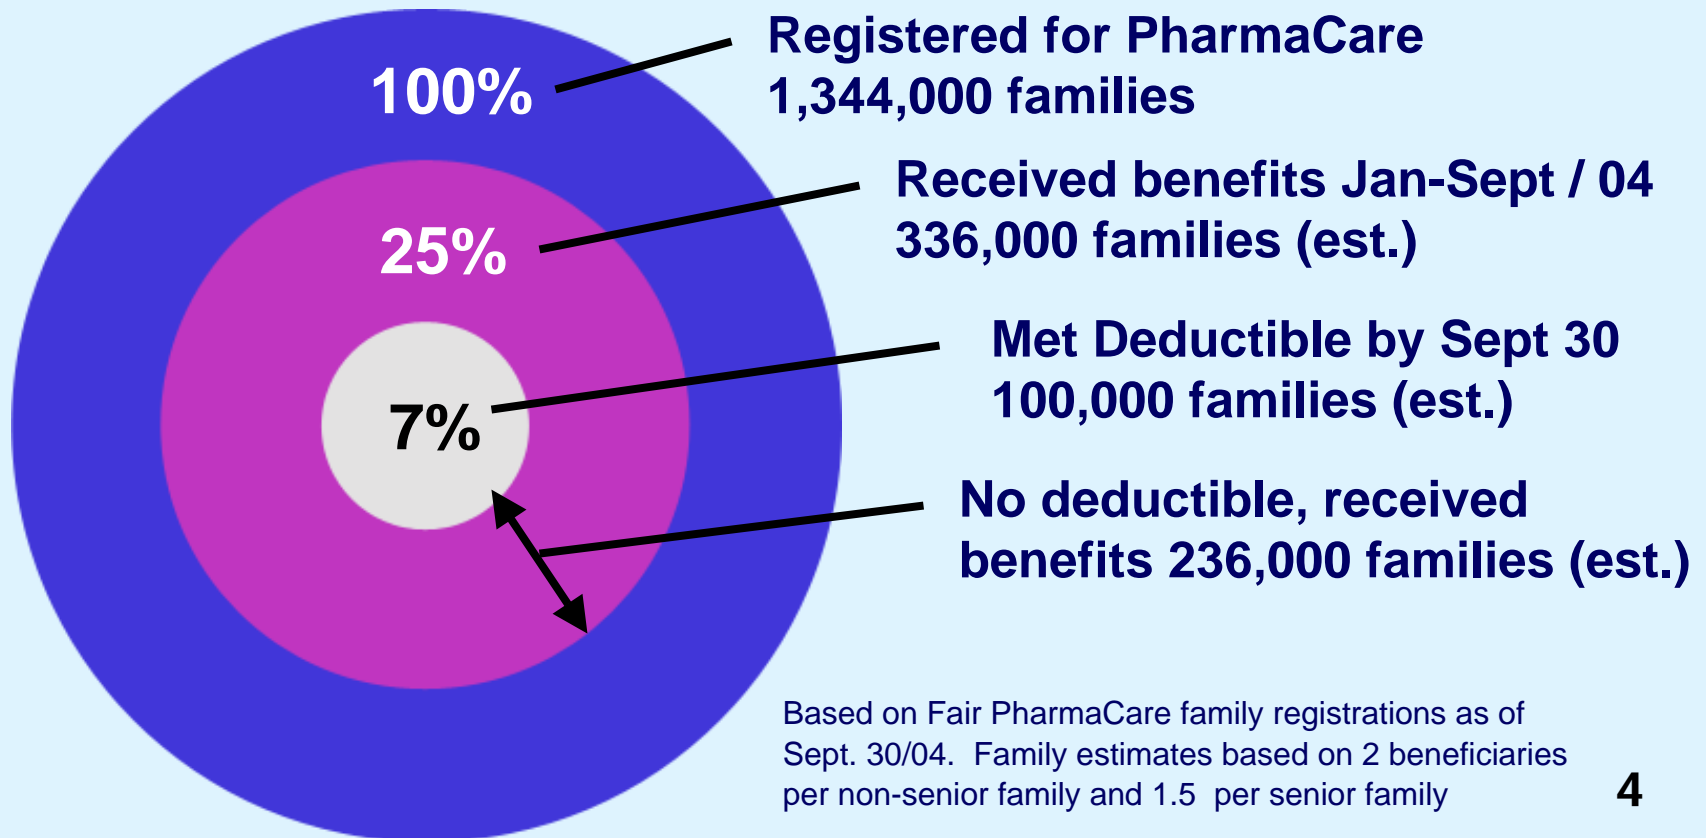 100%
Registered for PharmaCare
1,344,000 families
25%
Received benefits Jan-Sept / 04
336,000 families (est.)
7%
Met Deductible by Sept 30
100,000 families (est.)
No deductible, received
benefits 236,000 families (est.)
Based on Fair PharmaCare family registrations as of
Sept. 30/04.  Family estimates based on 2 beneficiaries
per non-senior family and 1.5  per senior family
4